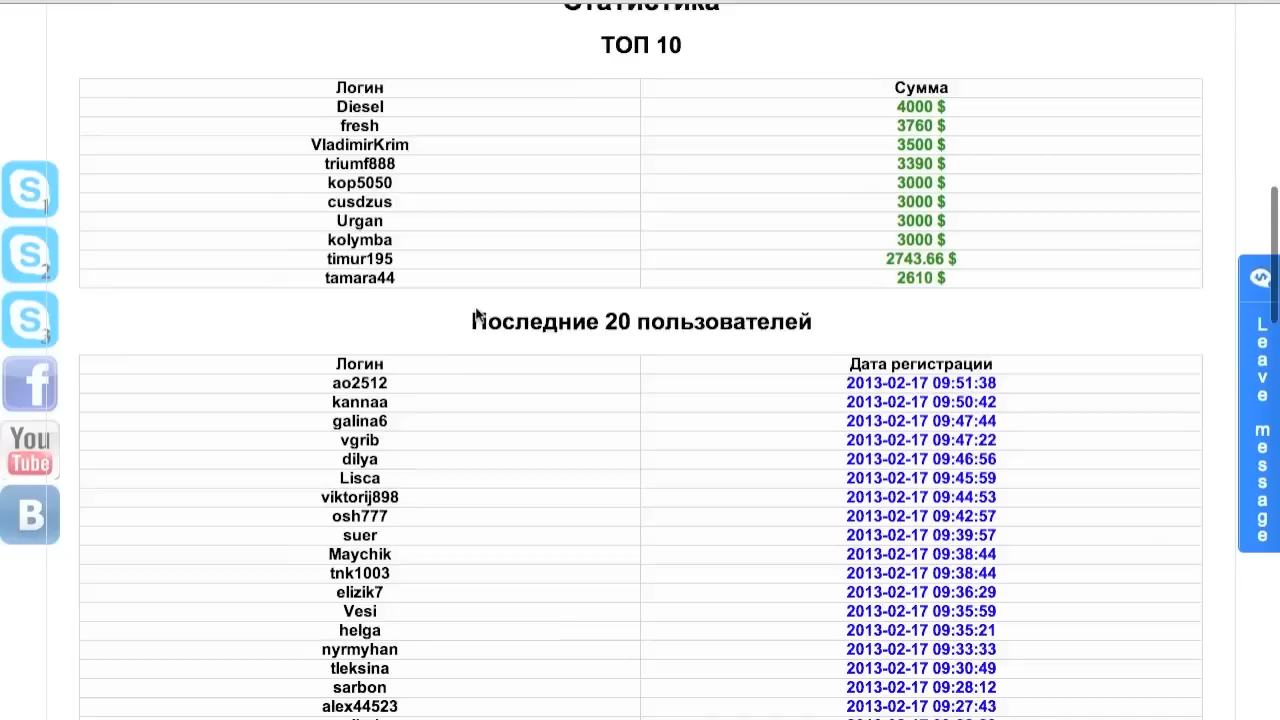 Статистика
ТОП 10
Логин Сумма
Diesel 4000 $
fresh 3760 $
VladimirKrim 3500 $
triumf888 3390 $
kop5050 3000 $
cusdzus 3000 $
Urgan 3000 $
kolymba 3000 $
timur195 2743.66 $
tamara44 2610 $
Последние 20 пользователей
Логин Дата регистрации
ao2512 2013-02-17 09:51:38
kannaa 2013-02-17 09:50:42
galina6 2013-02-17 09:47:44
vgrib 2013-02-17 09:47:22
dilya 2013-02-17 09:46:56
Lisca 2013-02-17 09:45:59
viktorij898 2013-02-17 09:44:53
osh777 2013-02-17 09:42:57
suer 2013-02-17 09:39:57
Maychik 2013-02-17 09:38:44
tnk1003 2013-02-17 09:38:44
elizik7 2013-02-17 09:36:29
Vesi 2013-02-17 09:35:59
helga 2013-02-17 09:35:21
nyrmyhan 2013-02-17 09:33:33
tleksina 2013-02-17 09:30:49
sarbon 2013-02-17 09:28:12
alex44523 2013-02-17 09:27:43
S 1
S 2
S 3
f
You
Tube
B
Leave message